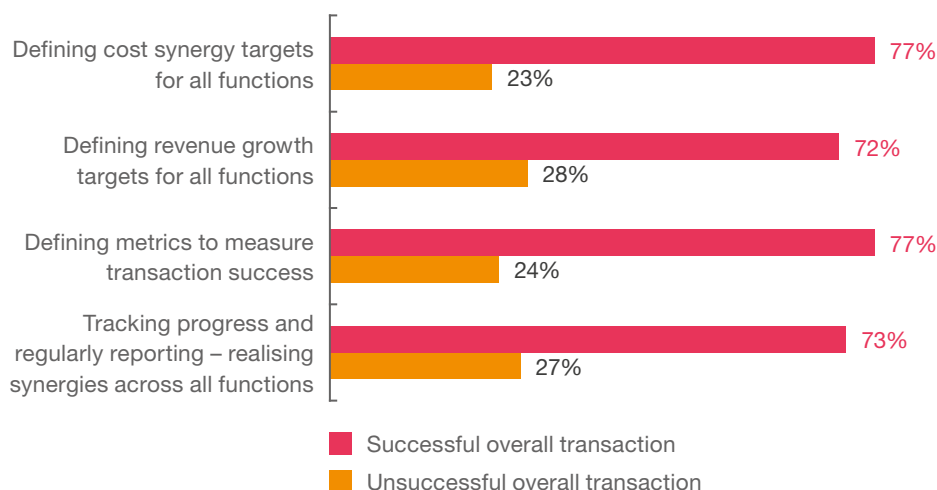 Defining cost synergy targets
for all functions
77%
23%
Defining revenue growth
targets for all functions
72%
28%
Defining metrics to measure
transaction success
77%
24%
Tracking progress and
regularly reporting – realising
synergies across all functions
73%
27%
Successful overall transaction
Unsuccessful overall transaction